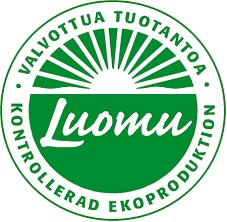 VALVOTTUA TUOTANTOA
Luomu
KONTROLLERAD EKOPRODUKTION